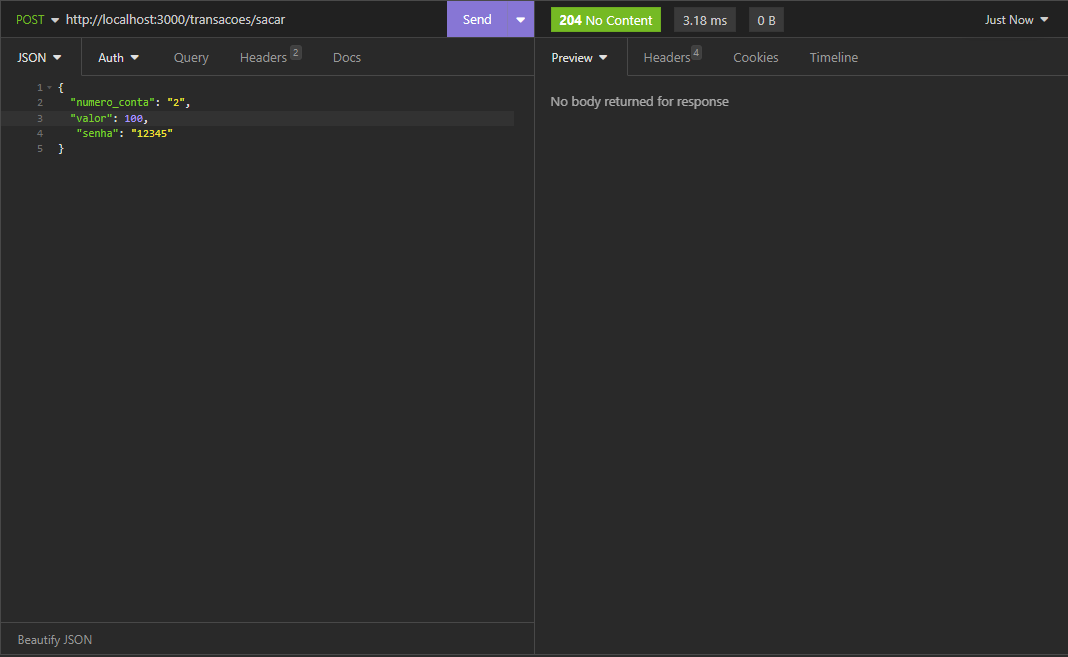 POST http://localhost:3000/transacoes/sacar Send
204 No Content 3.18 ms 0 B Just Now
JSON Auth Query Headers 2 Docs
Preview Headers 4 Cookies Timeline
1 {
2 "numero_conta": "2",
3 "valor": 100,
4 "senha": "12345"
5 }
No body returned for response
Beautify JSON